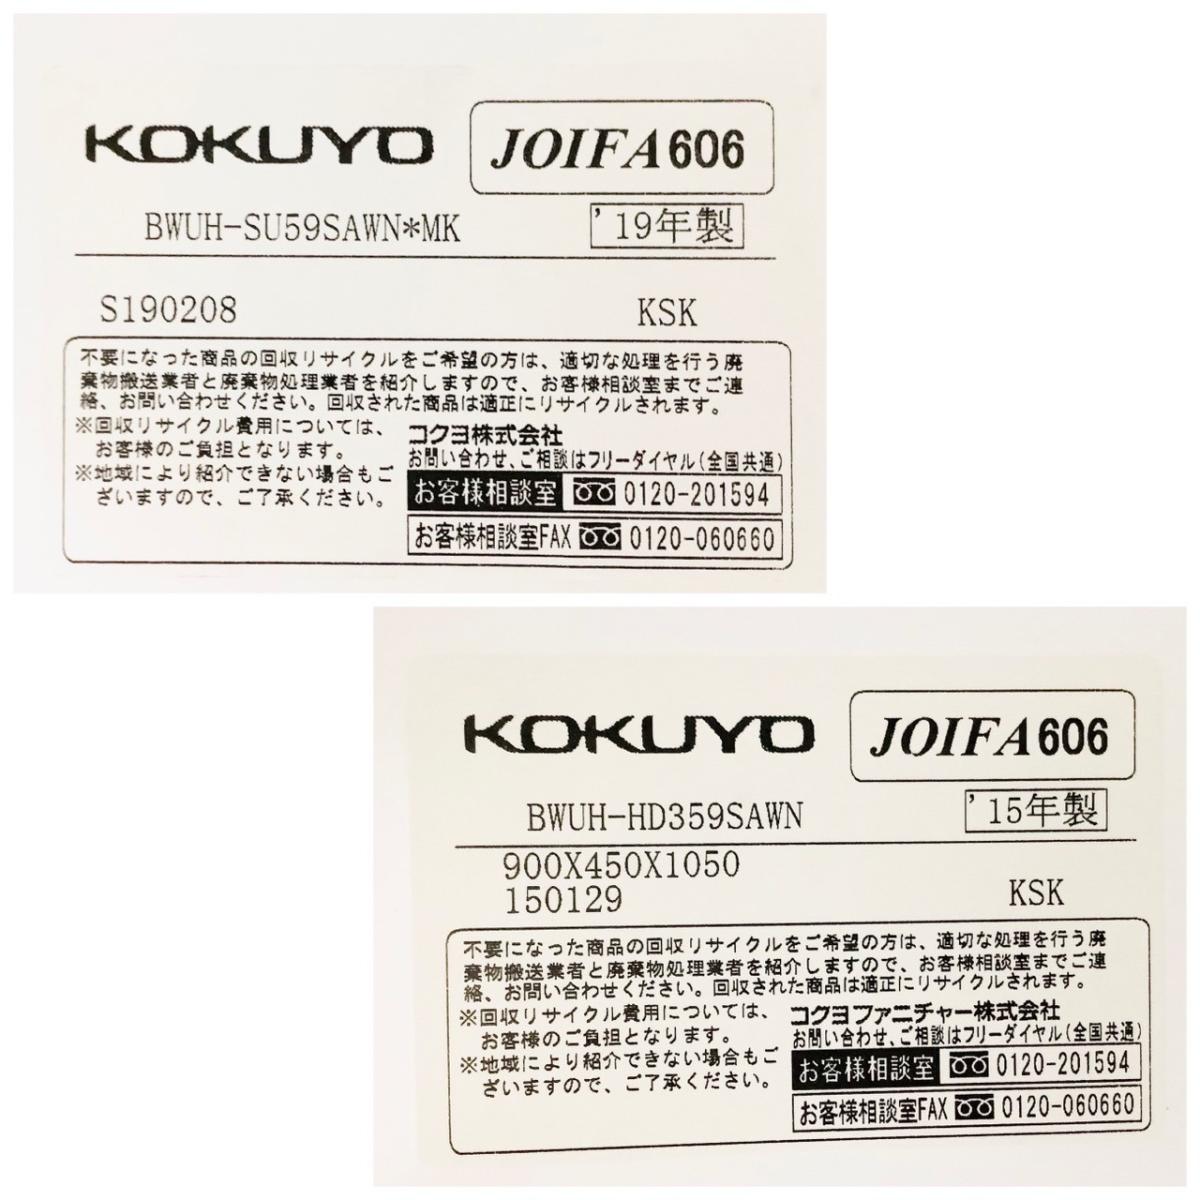 KOKUYO JOIFA606
BWUH-SU59SAWN*MK '19年製
S190208 KSK
不要になった商品の回収リサイクルをご希望の方は、適切な処理を行う廃
棄物搬送業者と廃棄物処理業者を紹介しますので、お客様相談室までご連
絡、お問い合わせください。回収された商品は適正にリサイクルされます。
※回収リサイクル費用については、
お客様のご負担となります。
※地域により紹介できない場合もご
ざいますので、ご了承ください。
コクヨ株式会社
お問い合わせ、ご相談はフリーダイヤル(全国共通)
お客様相談室 0120-201594
お客様相談室FAX 0120-060660
KOKUYO JOIFA606
BWUH-HD359SAWN '15年製
900X450X1050
150129 KSK
不要になった商品の回収リサイクルをご希望の方は、適切な処理を行う廃
棄物搬送業者と廃棄物処理業者を紹介しますので、お客様相談室までご連
絡、お問い合わせください。回収された商品は適正にリサイクルされます。
※回収リサイクル費用については、
お客様のご負担となります。
※地域により紹介できない場合もご
ざいますので、ご了承ください。
コクヨファニチャー株式会社
お問い合わせ、ご相談はフリーダイヤル(全国共通)
お客様相談室 0120-201594
お客様相談室FAX 0120-060660